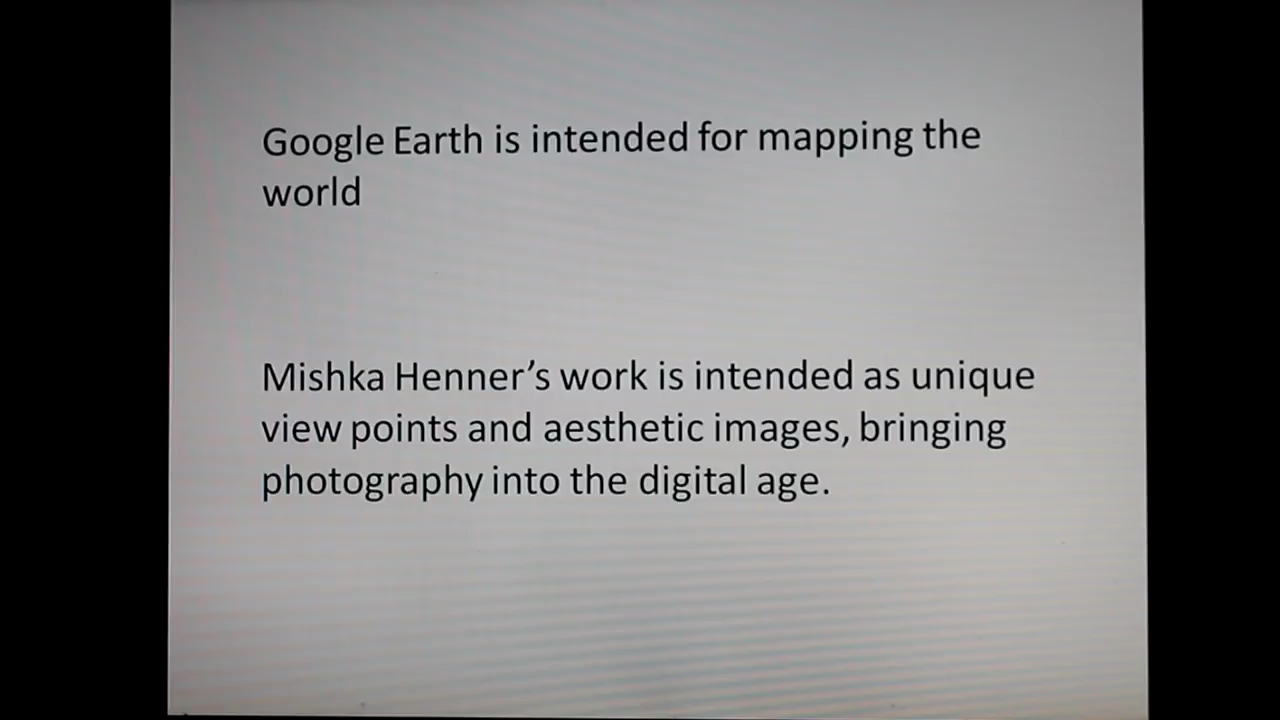 Google Earth is intended for mapping the
world
Mishka Henner’s work is intended as unique
view points and aesthetic images, bringing
photography into the digital age.